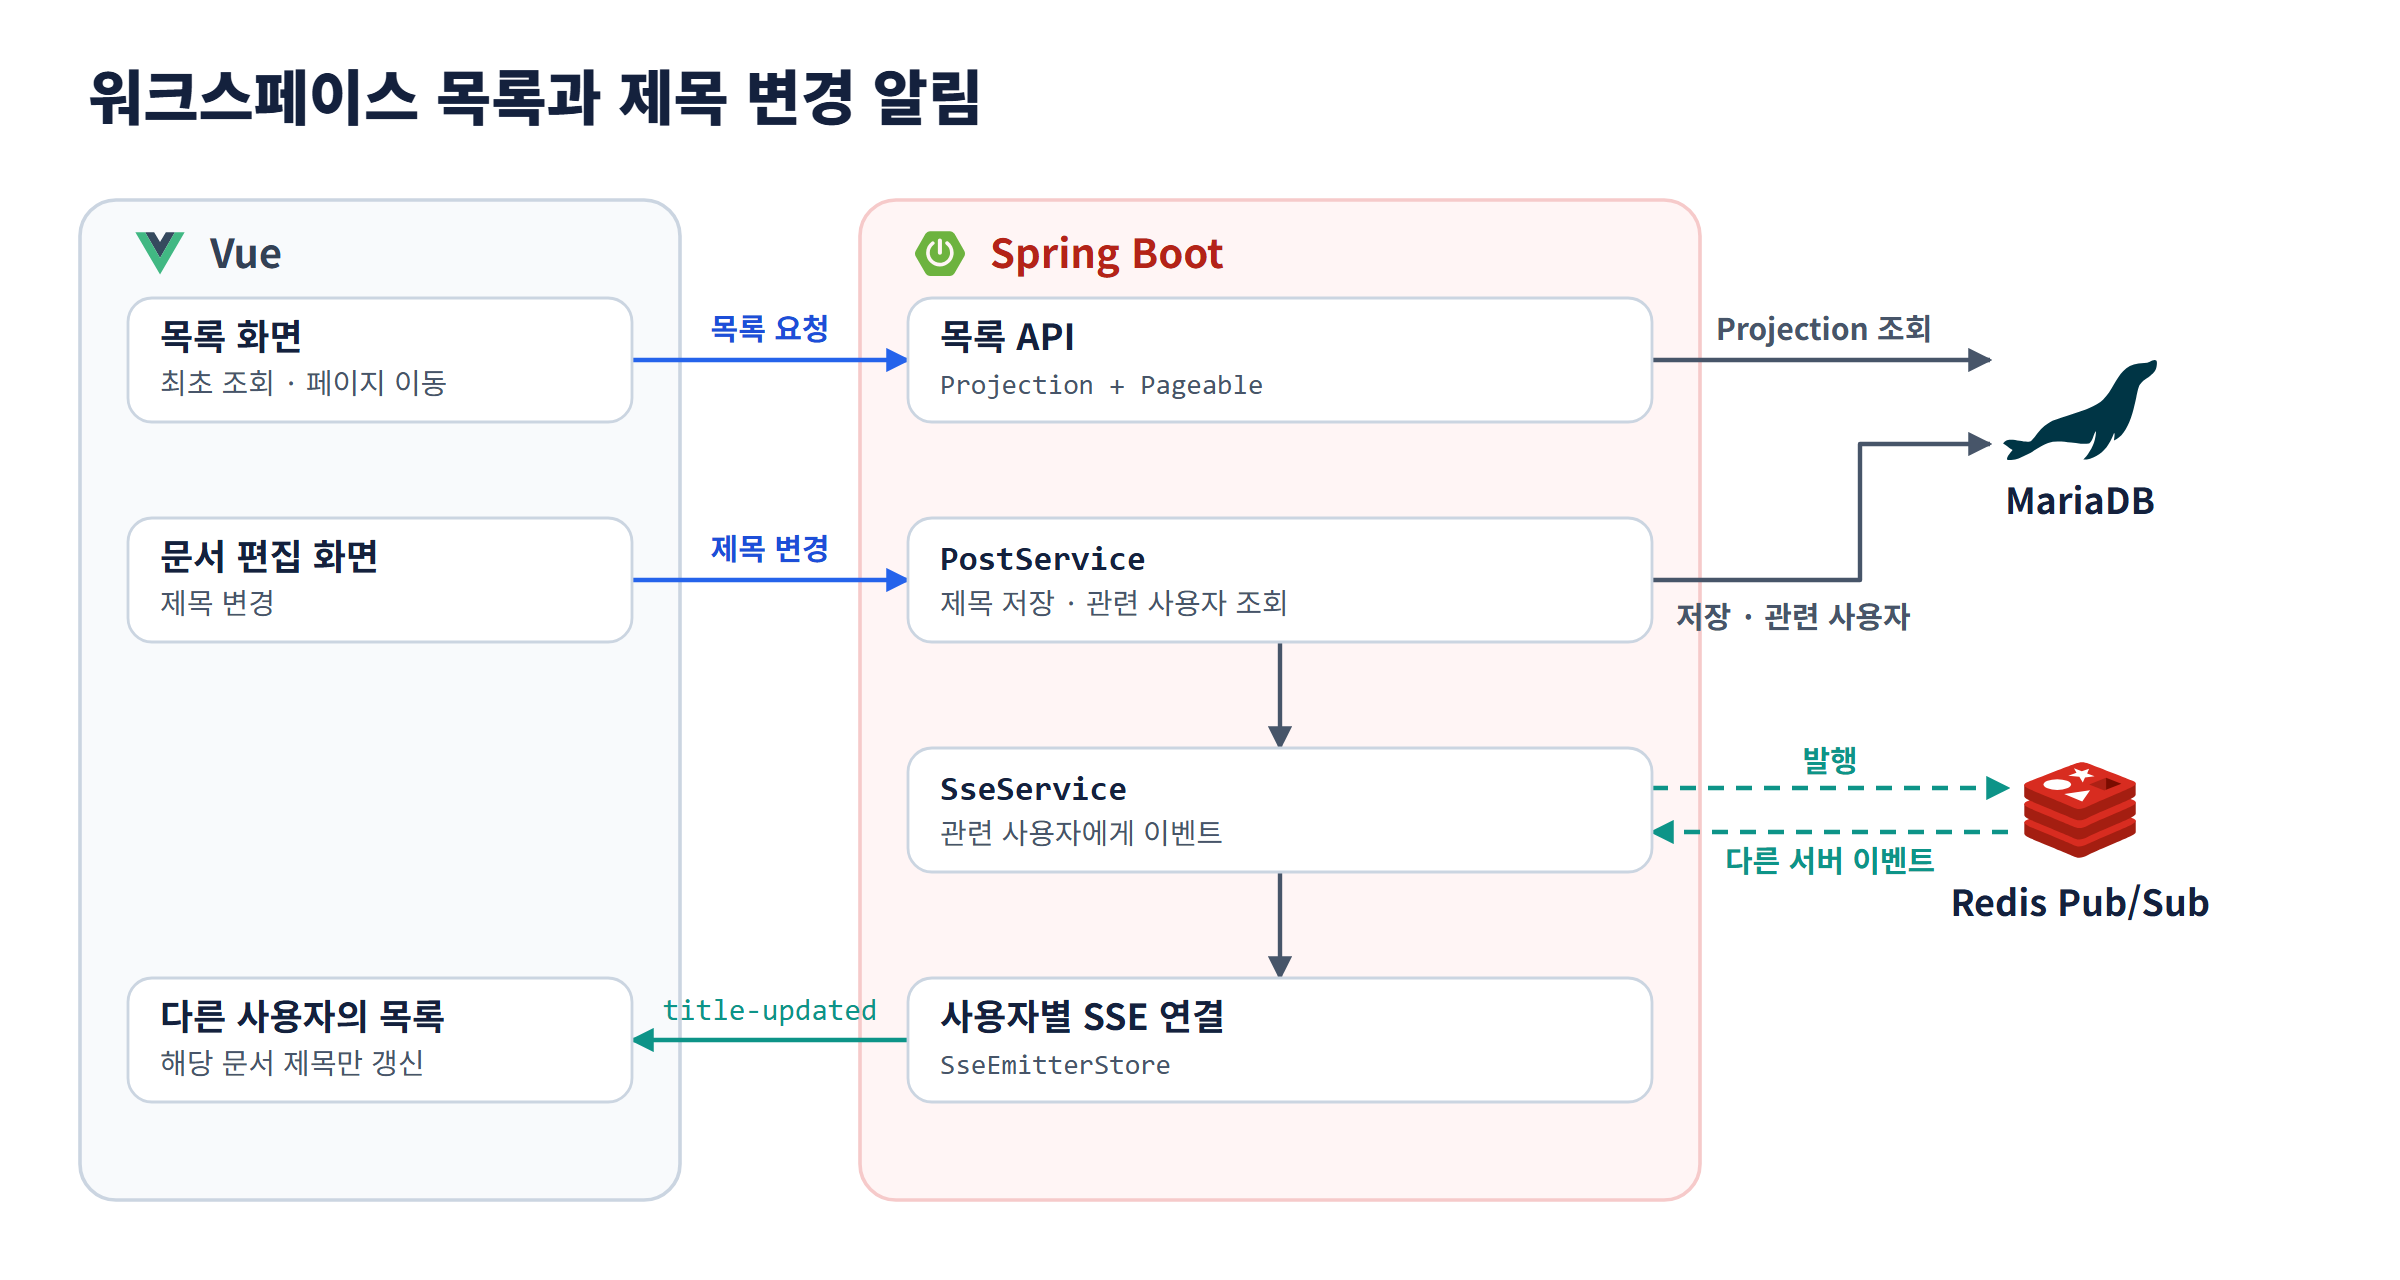 워크스페이스 목록과 제목 변경 알림
Vue
Spring Boot
목록 화면
최초 조회 · 페이지 이동
목록 요청
목록 API
Projection + Pageable
Projection 조회
MariaDB
문서 편집 화면
제목 변경
제목 변경
PostService
제목 저장 · 관련 사용자 조회
저장 · 관련 사용자
SseService
관련 사용자에게 이벤트
발행
다른 서버 이벤트
Redis Pub/Sub
다른 사용자의 목록
해당 문서 제목만 갱신
title-updated
사용자별 SSE 연결
SseEmitterStore